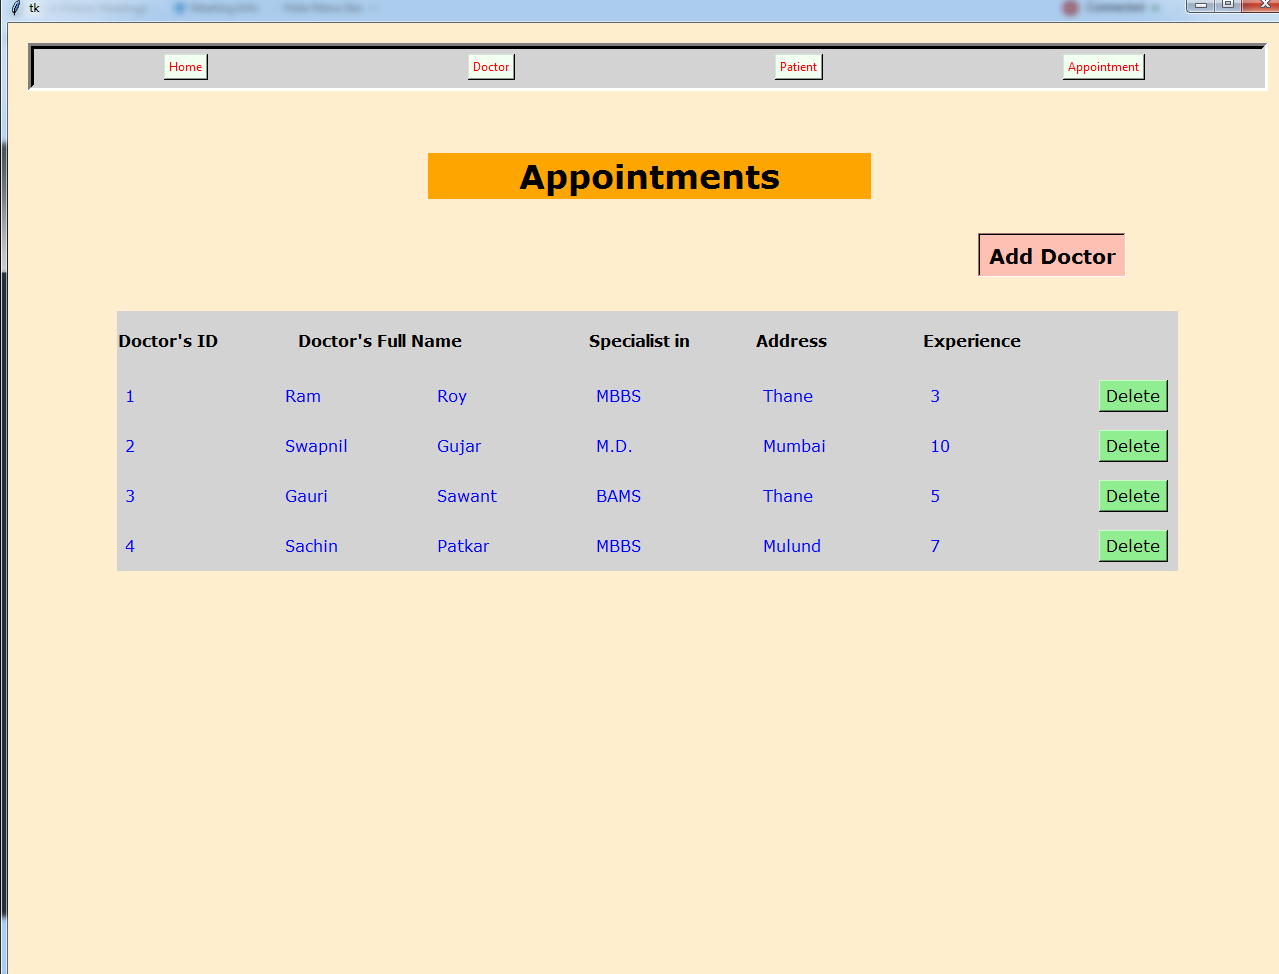 tk
Home Doctor Patient Appointment
Appointments
Add Doctor
Doctor's ID Doctor's Full Name Specialist in Address Experience
1 Ram Roy MBBS Thane 3 Delete
2 Swapnil Gujar M.D. Mumbai 10 Delete
3 Gauri Sawant BAMS Thane 5 Delete
4 Sachin Patkar MBBS Mulund 7 Delete